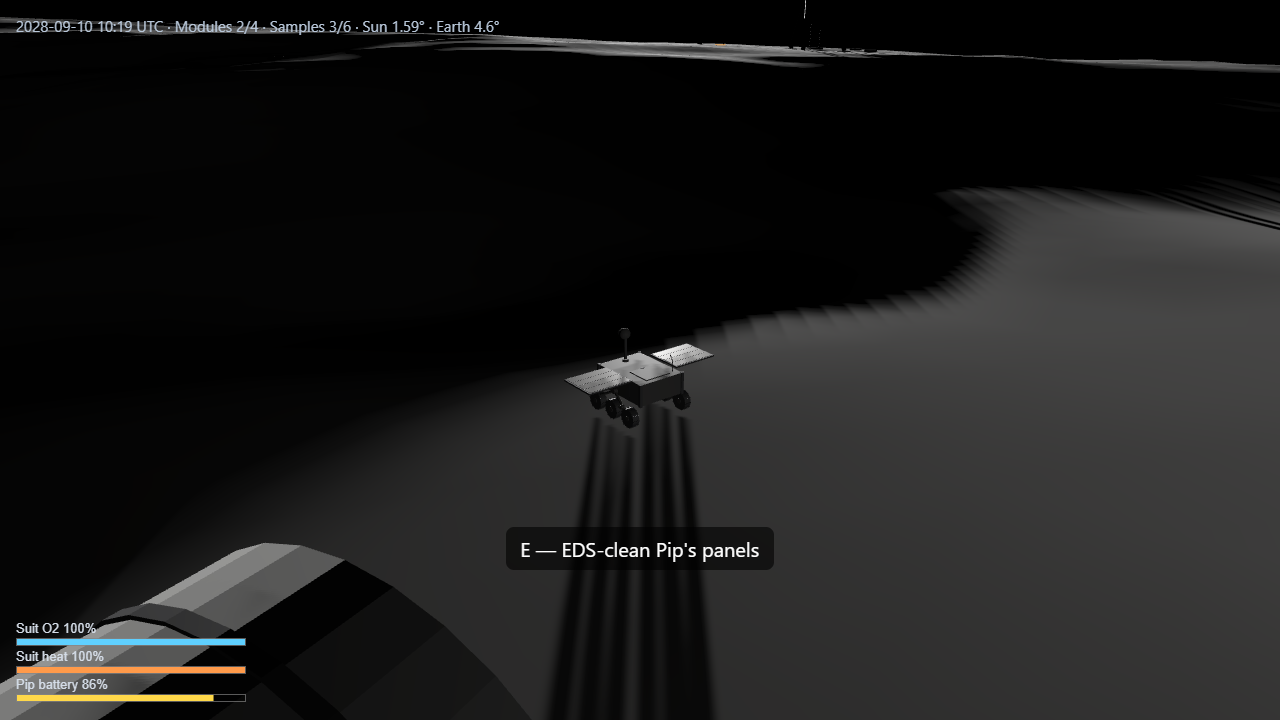 2028-09-10 10:19 UTC · Modules 2/4 · Samples 3/6 · Sun 1.59° · Earth 4.6°
E — EDS-clean Pip's panels
Suit O2 100%
Suit heat 100%
Pip battery 86%